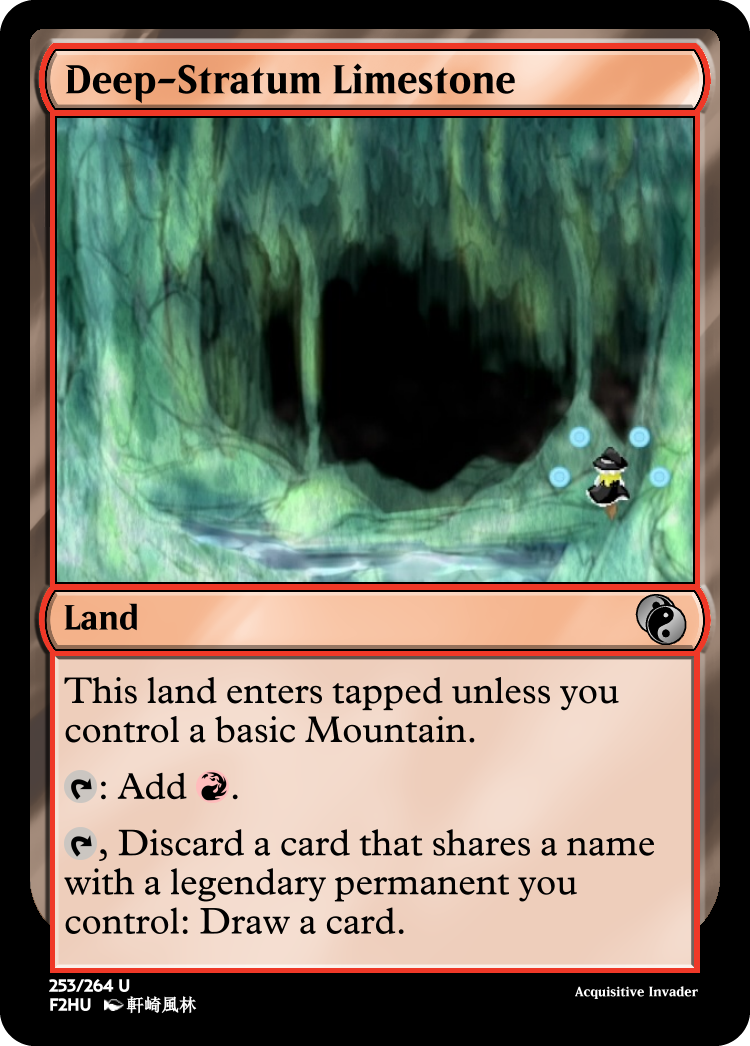 Deep-Stratum Limestone
Land
This land enters tapped unless you
control a basic Mountain.
: Add .
, Discard a card that shares a name
with a legendary permanent you
control: Draw a card.
253/264 U
F2HU 軒崎風林
Acquisitive Invader